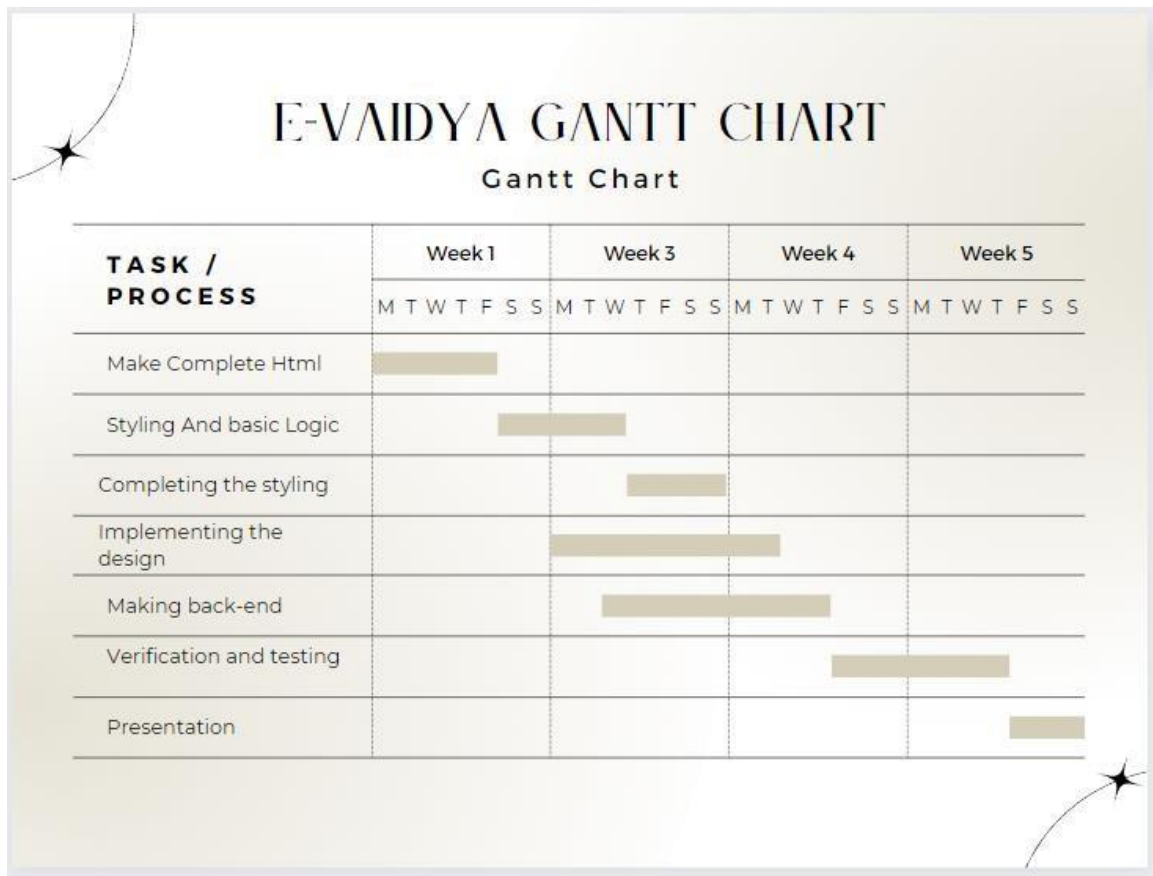 E-VAIDYA GANTT CHART
Gantt Chart
TASK /
PROCESS
Week 1 Week 3 Week 4 Week 5
M T W T F S S M T W T F S S M T W T F S S M T W T F S S
Make Complete Html
Styling And basic Logic
Completing the styling
Implementing the
design
Making back-end
Verification and testing
Presentation